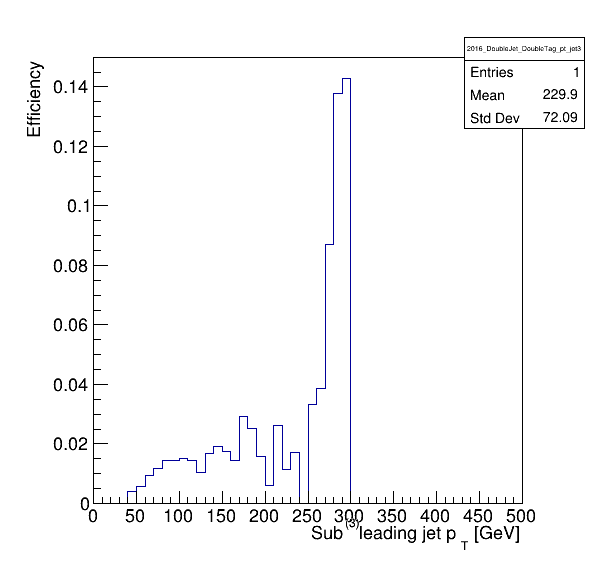 2016_DoubleJet_DoubleTag_pt_jet3
Entries 1
Mean 229.9
Std Dev 72.09
Efficiency
0.14
0.12
0.1
0.08
0.06
0.04
0.02
0
0 50 100 150 200 250 300 350 400 450 500
Sub(3)leading jet pT [GeV]